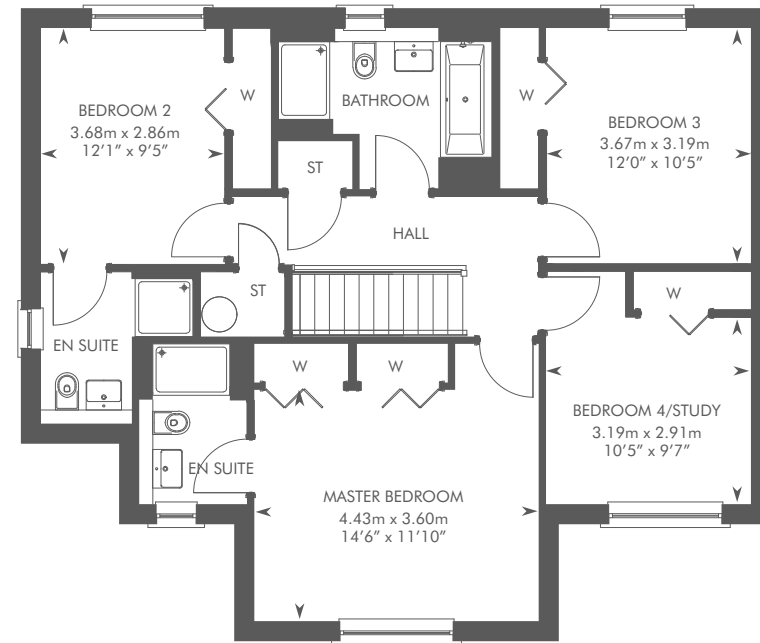 BEDROOM 2
3.68m x 2.86m
12'1" x 9'5"
W
BATHROOM
W
BEDROOM 3
3.67m x 3.19m
12'0" x 10'5"
ST
HALL
ST
W
EN SUITE
W
W
BEDROOM 4/STUDY
3.19m x 2.91m
10'5" x 9'7"
EN SUITE
MASTER BEDROOM
4.43m x 3.60m
14'6" x 11'10"